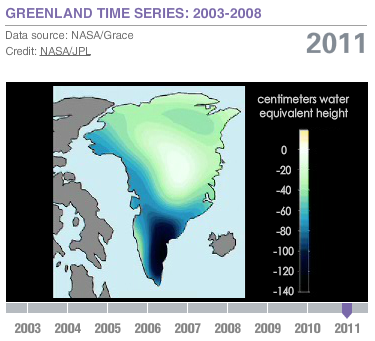 GREENLAND TIME SERIES: 2003-2008
Data source: NASA/Grace
Credit: NASA/JPL
2011
centimeters water
equivalent height
0
-20
-40
-60
-80
-100
-120
-140
2003 2004 2005 2006 2007 2008 2009 2010 2011